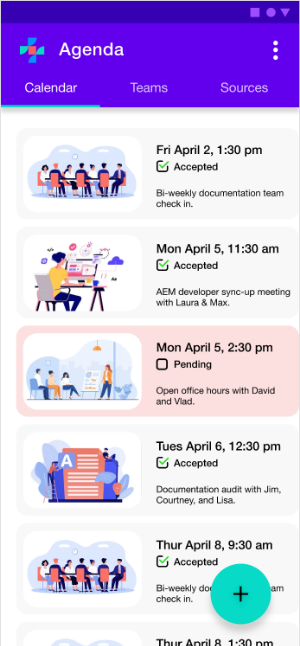 Agenda
Calendar
Teams
Sources
Fri April 2, 1:30 pm
Accepted
Bi-weekly documentation team
check in.
Mon April 5, 11:30 am
Accepted
AEM developer sync-up meeting
with Laura & Max.
Mon April 5, 2:30 pm
Pending
Open office hours with David
and Vlad.
Tues April 6, 12:30 pm
Accepted
Documentation audit with Jim,
Courtney, and Lisa.
A
Thur April 8, 9:30 am
Accepted
Bi-weekly
check in.
+
Thur April 8, 1:30 pm